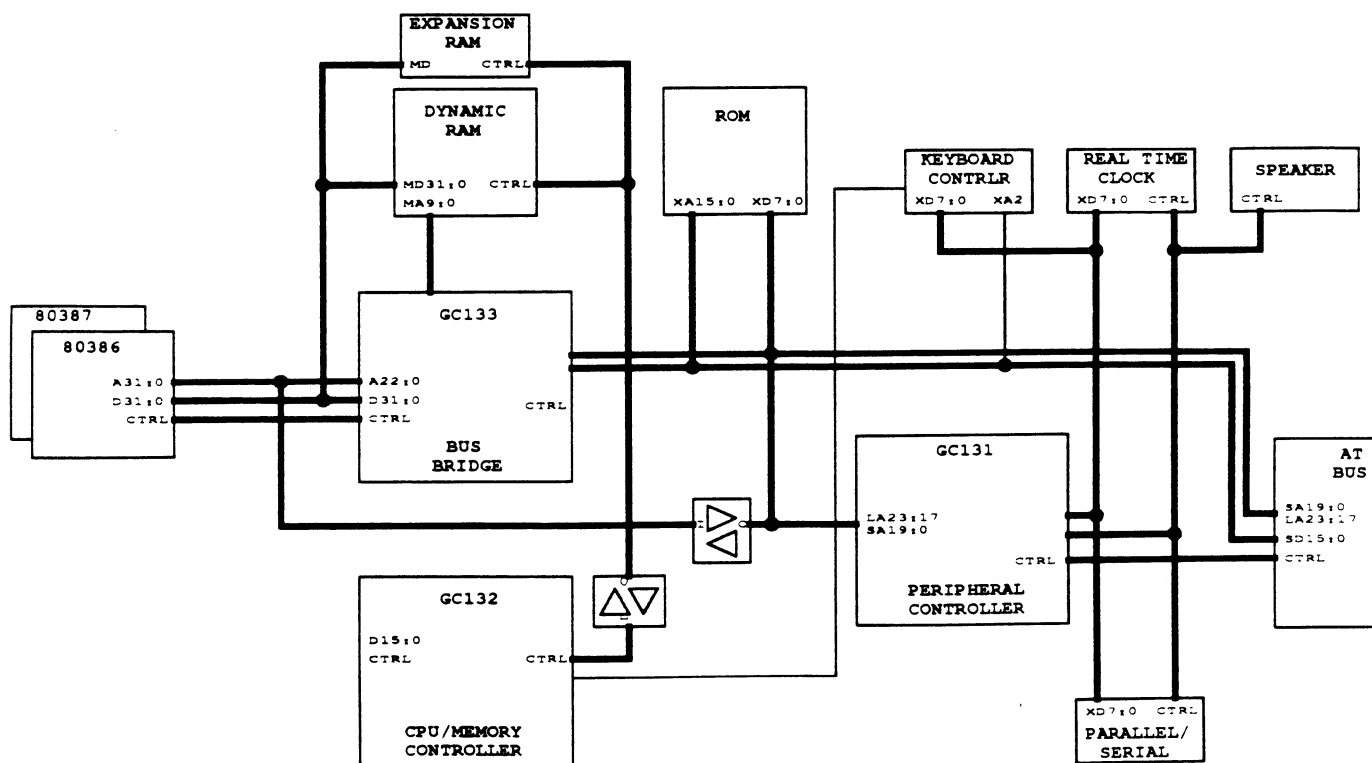 EXPANSION
RAM
MD CTRL
DYNAMIC
RAM
MD31:0 CTRL
MA9:0
ROM
XA15:0 XD7:0
KEYBOARD
CONTRLR
XD7:0 XA2
REAL TIME
CLOCK
XD7:0 CTRL
SPEAKER
CTRL
80387
80386
A31:0
D31:0
CTRL
GC133
A22:0
D31:0
CTRL
CTRL
BUS
BRIDGE
GC131
LA23:17
SA19:0
CTRL
PERIPHERAL
CONTROLLER
AT
BUS
SA19:0
LA23:17
SD15:0
CTRL
GC132
D15:0
CTRL CTRL
CPU/MEMORY
CONTROLLER
XD7:0 CTRL
PARALLEL/
SERIAL